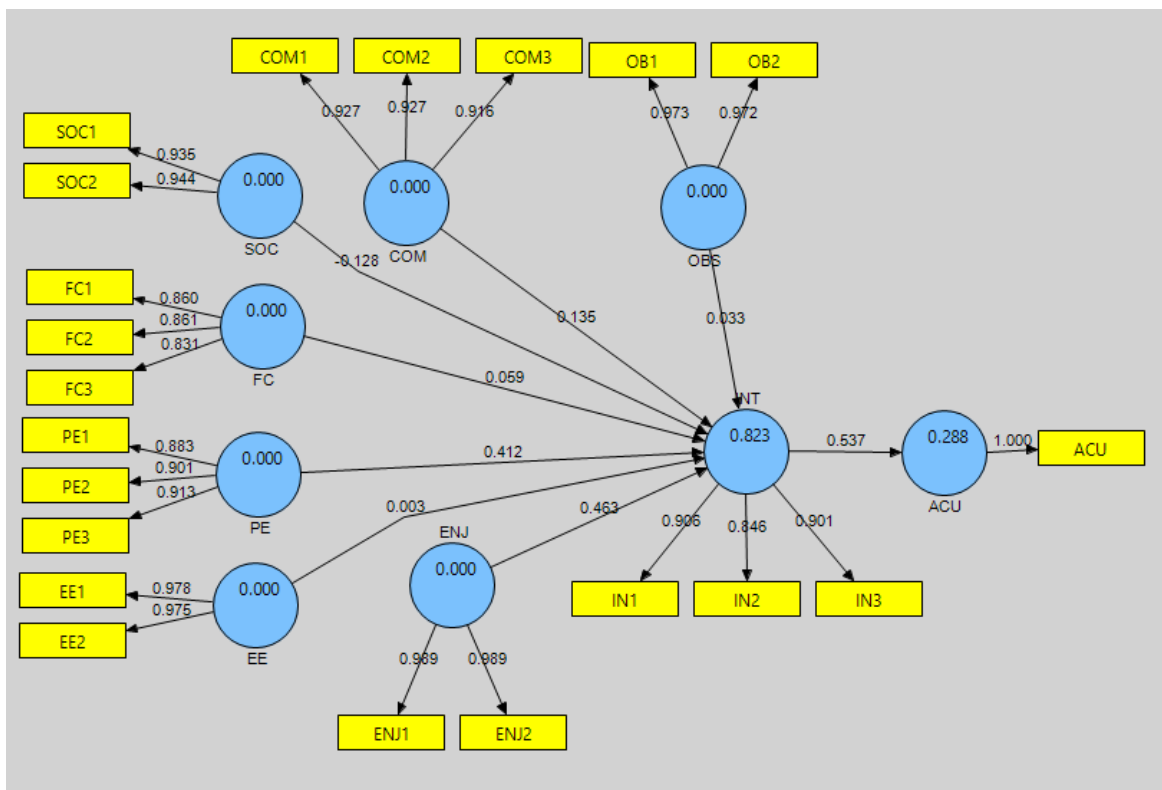 COM1
COM2
COM3
OB1
OB2
0.927
0.927
0.916
0.973
0.972
SOC1
SOC2
0.935
0.944
0.000
SOC
0.000
COM
0.000
OBS
-0.128
0.135
0.033
FC1
FC2
FC3
0.860
0.861
0.831
0.000
FC
0.059
PE1
PE2
PE3
0.883
0.901
0.913
0.000
PE
0.412
NT
0.823
0.537
0.288
ACU
1.000
ACU
0.003
0.463
EE1
EE2
0.978
0.975
0.000
EE
ENJ
0.000
0.906
0.846
0.901
IN1
IN2
IN3
0.989
0.989
ENJ1
ENJ2